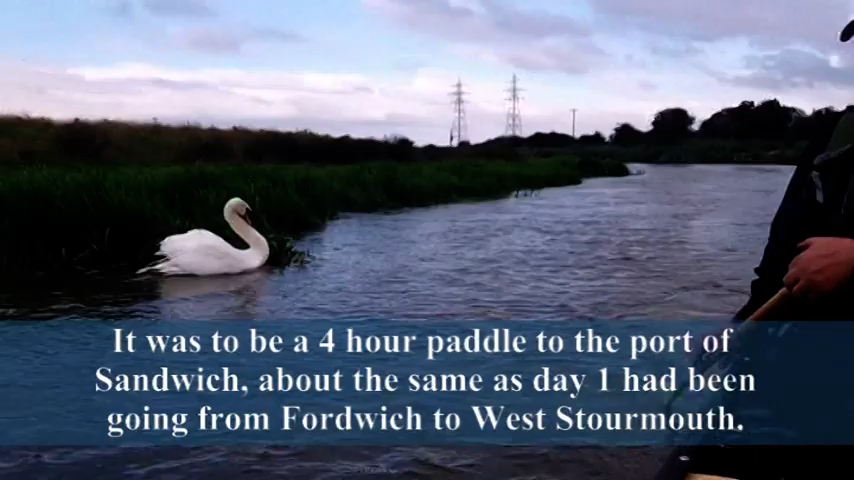 It was to be a 4 hour paddle to the port of
Sandwich, about the same as day 1 had been
going from Fordwich to West Stourmouth.